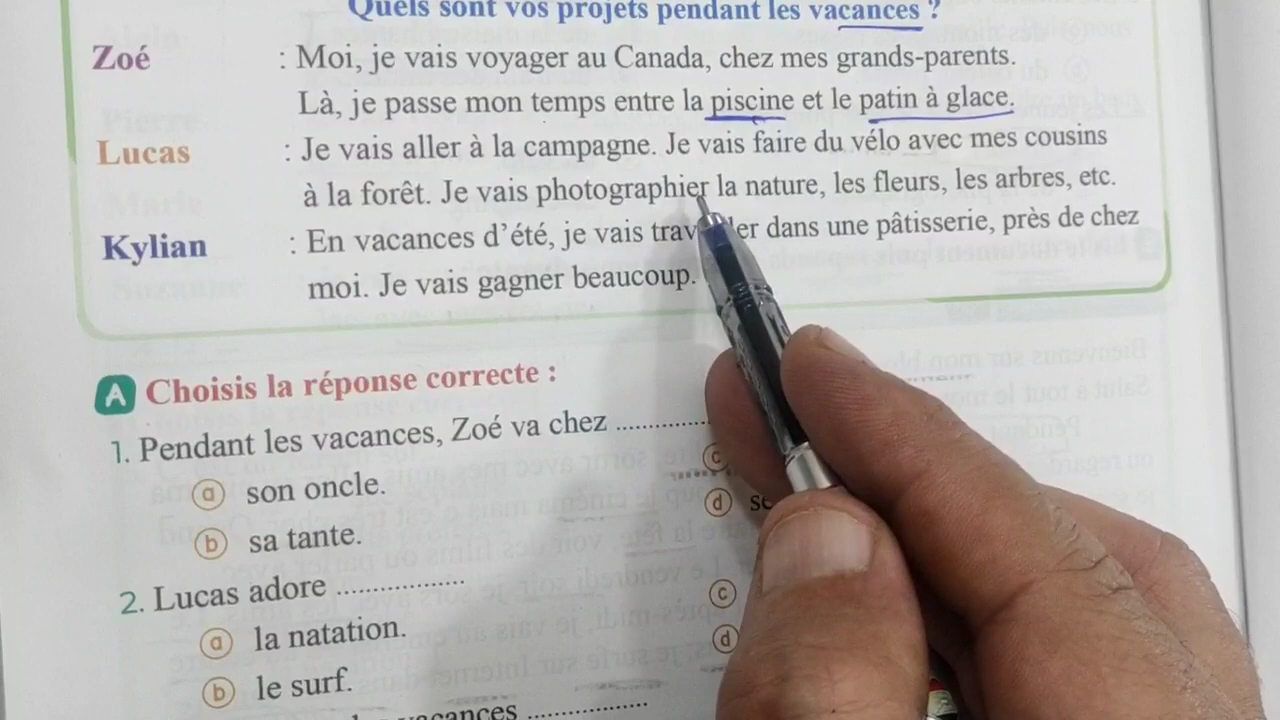 Quels sont vos projets pendant les vacances ?
Zoé : Moi, je vais voyager au Canada, chez mes grands-parents.
Là, je passe mon temps entre la piscine et le patin à glace.
Lucas : Je vais aller à la campagne. Je vais faire du vélo avec mes cousins
à la forêt. Je vais photographier la nature, les fleurs, les arbres, etc.
Kylian : En vacances d'été, je vais dans une pâtisserie, près de chez
moi. Je vais gagner beaucoup.
A Choisis la réponse correcte :
1. Pendant les vacances, Zoé va chez ............
c
a son oncle.
d
b sa tante.
2. Lucas adore ...............
c
a la natation.
d
b le surf.
vacances ..............